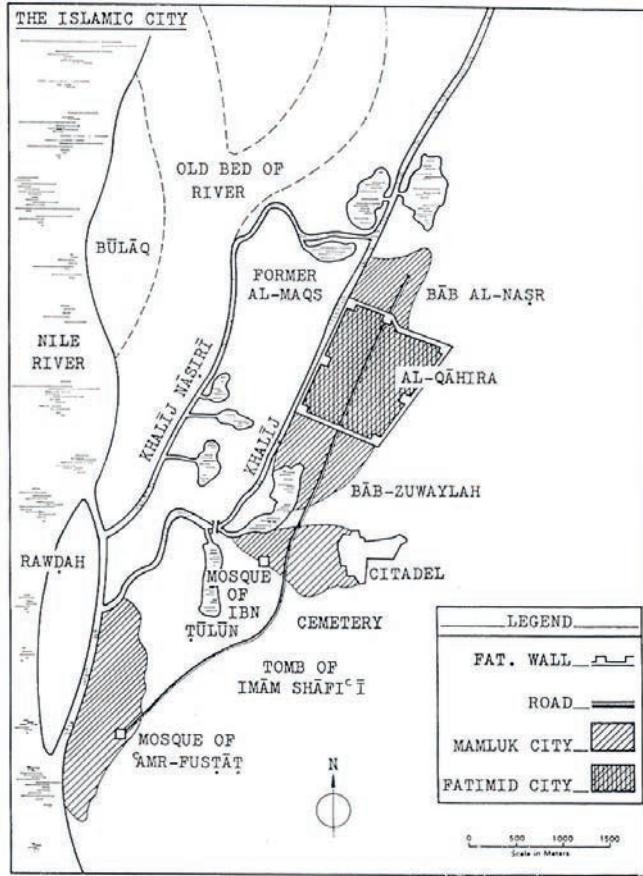 THE ISLAMIC CITY
OLD BED OF
RIVER
BŪLĀQ
FORMER
AL-MAQS
BĀB AL-NAṢR
NILE
RIVER
AL-QĀHIRA
KHALĪJ NĀṢIRĪ
KHALĪJ
BĀB-ZUWAYLAH
RAWḌAH
MOSQUE
OF
IBN
ṬŪLŪN
CITADEL
CEMETERY
TOMB OF
IMĀM SHĀFIᶜĪ
MOSQUE OF
ᶜAMR-FUSṬĀṬ
N
LEGEND
FAT. WALL
ROAD
MAMLUK CITY
FATIMID CITY
0 500 1000 1500
Scale in Meters